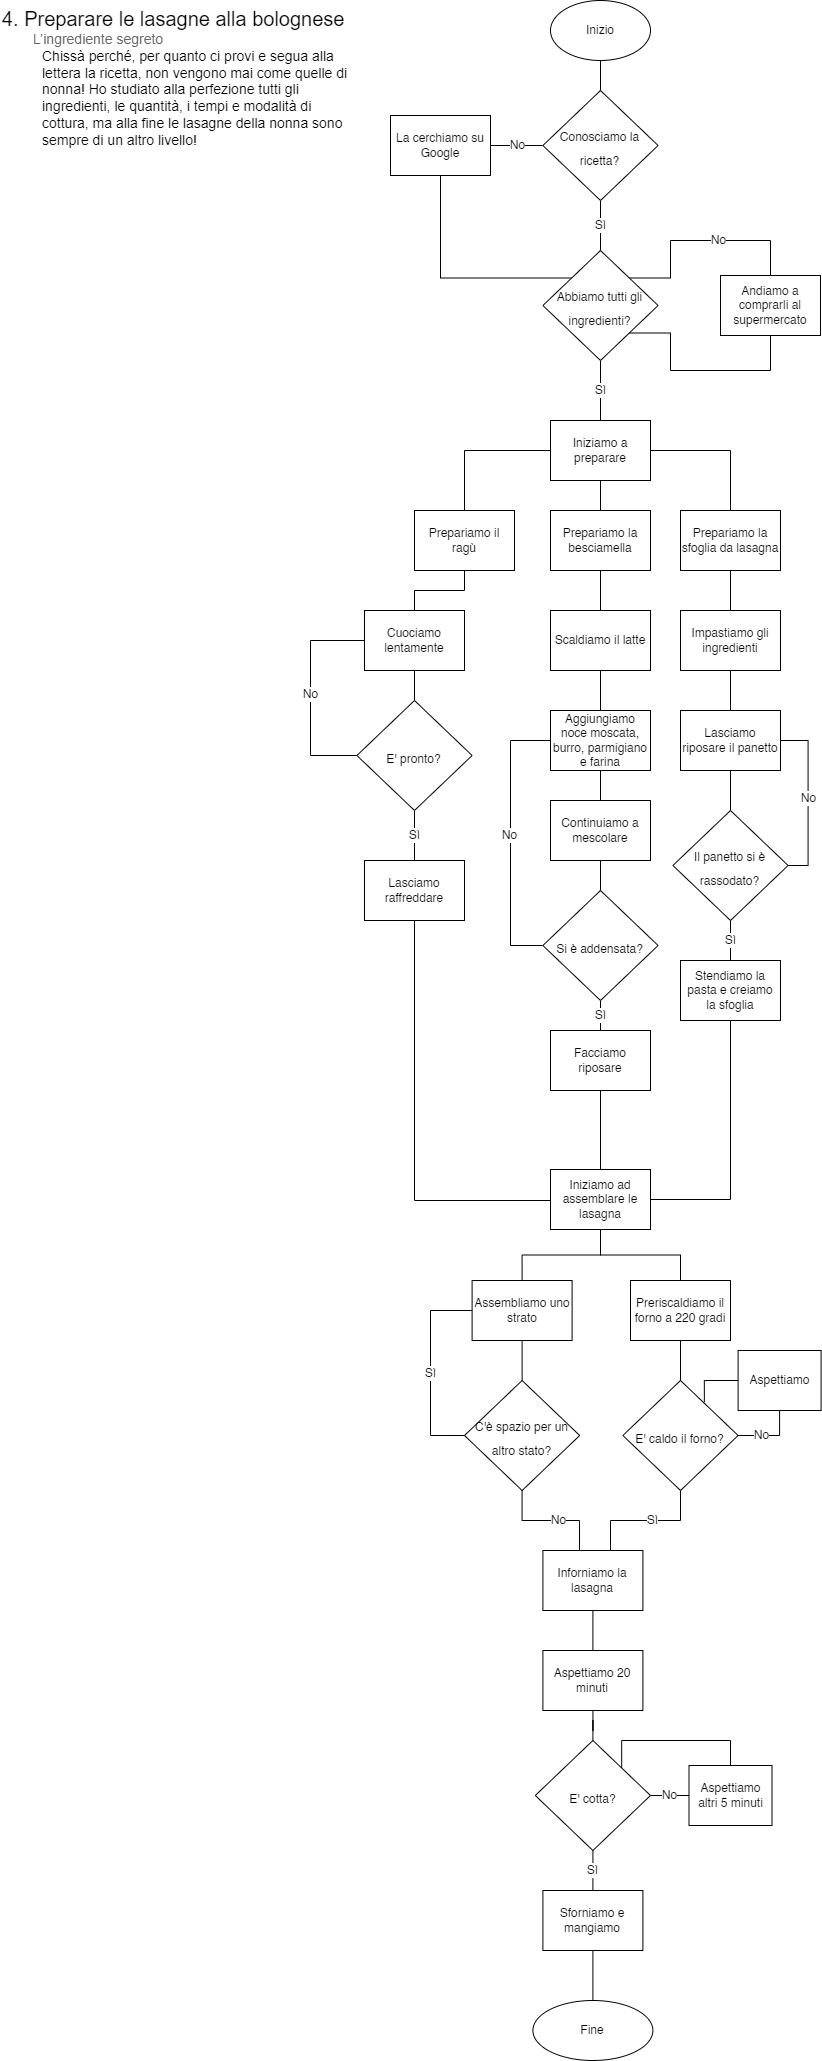 4. Preparare le lasagne alla bolognese
L'ingrediente segreto
Chissà perché, per quanto ci provi e segua alla
lettera la ricetta, non vengono mai come quelle di
nonna! Ho studiato alla perfezione tutti gli
ingredienti, le quantità, i tempi e modalità di
cottura, ma alla fine le lasagne della nonna sono
sempre di un altro livello!
Inizio
Conosciamo la
ricetta?
No
La cerchiamo su
Google
Sì
Abbiamo tutti gli
ingredienti?
No
Andiamo a
comprarli al
supermercato
Sì
Iniziamo a
preparare
Prepariamo il
ragù
Prepariamo la
besciamella
Prepariamo la
sfoglia da lasagna
Cuociamo
lentamente
Scaldiamo il latte
Impastiamo gli
ingredienti
No
E' pronto?
Aggiungiamo
noce moscata,
burro, parmigiano
e farina
Lasciamo
riposare il panetto
No
Sì
No
Continuiamo a
mescolare
Il panetto si è
rassodato?
Lasciamo
raffreddare
Si è addensata?
Sì
Stendiamo la
pasta e creiamo
la sfoglia
Sì
Facciamo
riposare
Iniziamo ad
assemblare le
lasagna
Assembliamo uno
strato
Preriscaldiamo il
forno a 220 gradi
Sì
Aspettiamo
C'è spazio per un
altro stato?
E' caldo il forno?
No
No
Sì
Inforniamo la
lasagna
Aspettiamo 20
minuti
E' cotta?
No
Aspettiamo
altri 5 minuti
Sì
Sforniamo e
mangiamo
Fine